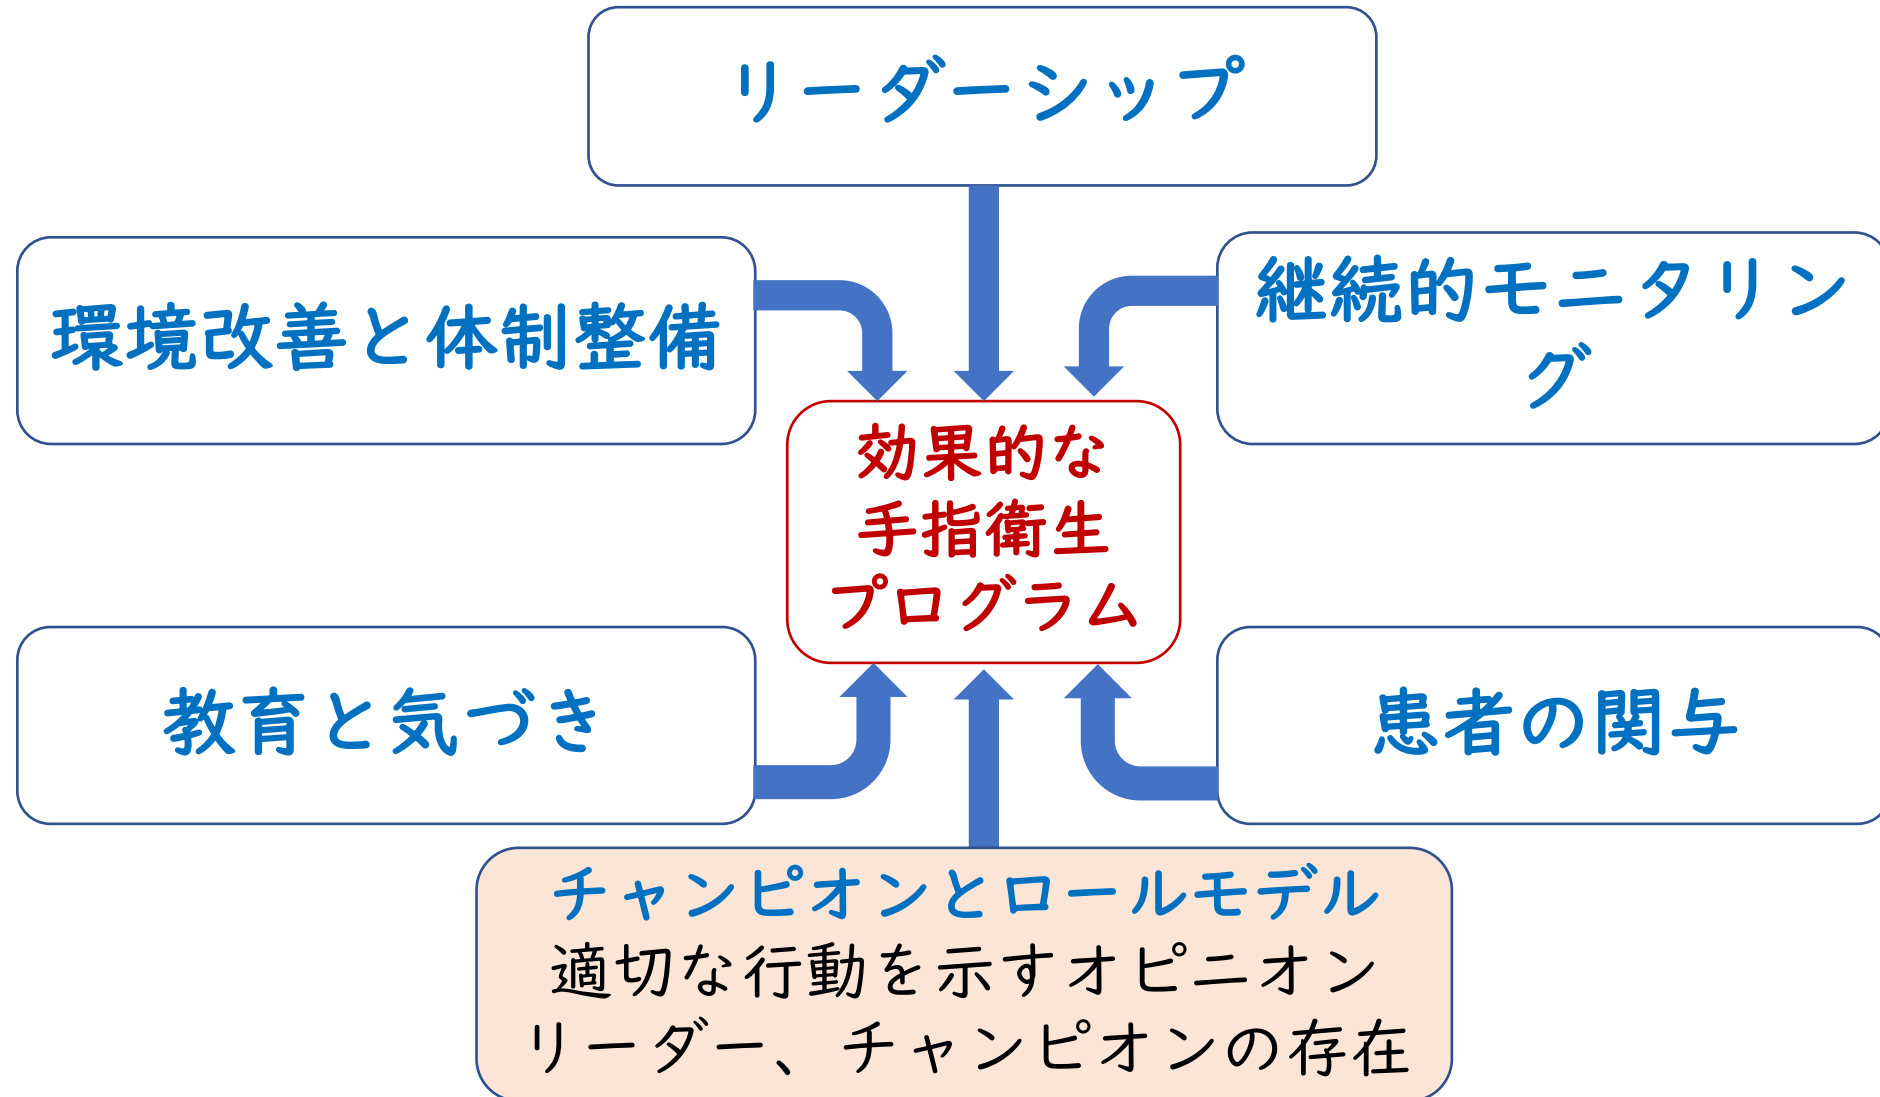 リーダーシップ
環境改善と体制整備
継続的モニタリン
グ
効果的な
手指衛生
プログラム
教育と気づき
患者の関与
チャンピオンとロールモデル
適切な行動を示すオピニオン
リーダー、チャンピオンの存在